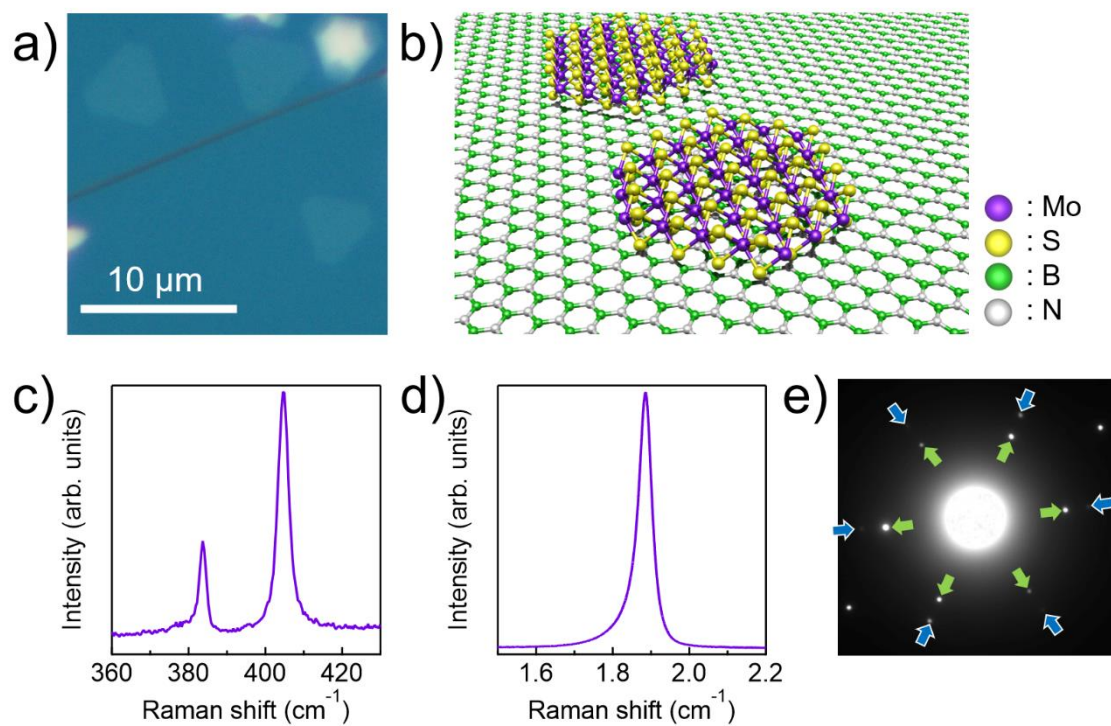 a)
10 μm
b)
: Mo
: S
: B
: N
c)
Intensity (arb. units)
360
380
400
420
Raman shift (cm⁻¹)
d)
Intensity (arb. units)
1.6
1.8
2.0
2.2
Raman shift (cm⁻¹)
e)